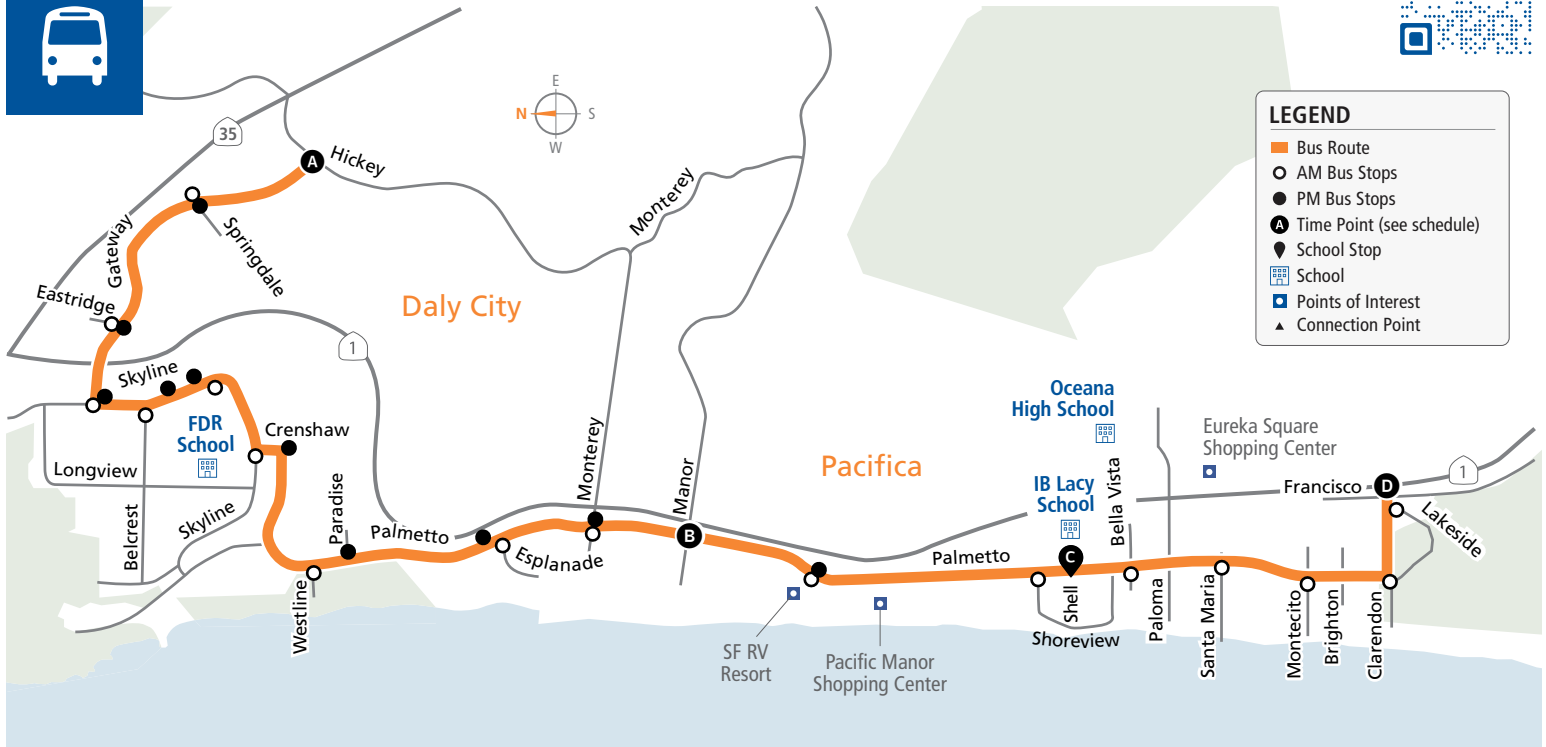 35
A
Hickey
E
N
S
W
LEGEND
Bus Route
AM Bus Stops
PM Bus Stops
A
Time Point (see schedule)
School Stop
School
Points of Interest
Connection Point
Monterey
Gateway
Springdale
Eastridge
Daly City
1
Skyline
FDR
School
Crenshaw
Longview
Belcrest
Skyline
Paradise
Palmetto
Westline
Esplanade
Monterey
Manor
B
Pacifica
Oceana
High School
IB Lacy
School
Bella Vista
Eureka Square
Shopping Center
Francisco
D
1
Lakeside
Palmetto
C
Shell
Shoreview
Paloma
Santa Maria
Montecito
Brighton
Clarendon
SF RV
Resort
Pacific Manor
Shopping Center